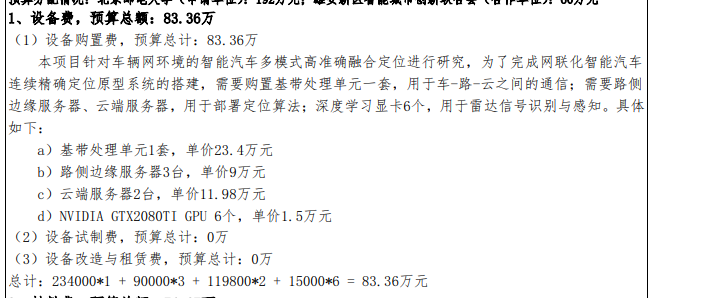 1、设备费，预算总额：83.36万
（1）设备购置费，预算总计：83.36万
本项目针对车辆网环境的智能汽车多模式高准确融合定位进行研究，为了完成网联化智能汽车
连续精确定位原型系统的搭建，需要购置基带处理单元一套，用于车-路-云之间的通信；需要路侧
边缘服务器、云端服务器，用于部署定位算法；深度学习显卡6个，用于雷达信号识别与感知。具体
如下：
a）基带处理单元1套，单价23.4万元
b）路侧边缘服务器3台，单价9万元
c）云端服务器2台，单价11.98万元
d）NVIDIA GTX2080TI GPU 6个，单价1.5万元
（2）设备试制费，预算总计：0万
（3）设备改造与租赁费，预算总计：0万
总计：234000*1 + 90000*3 + 119800*2 + 15000*6 = 83.36万元